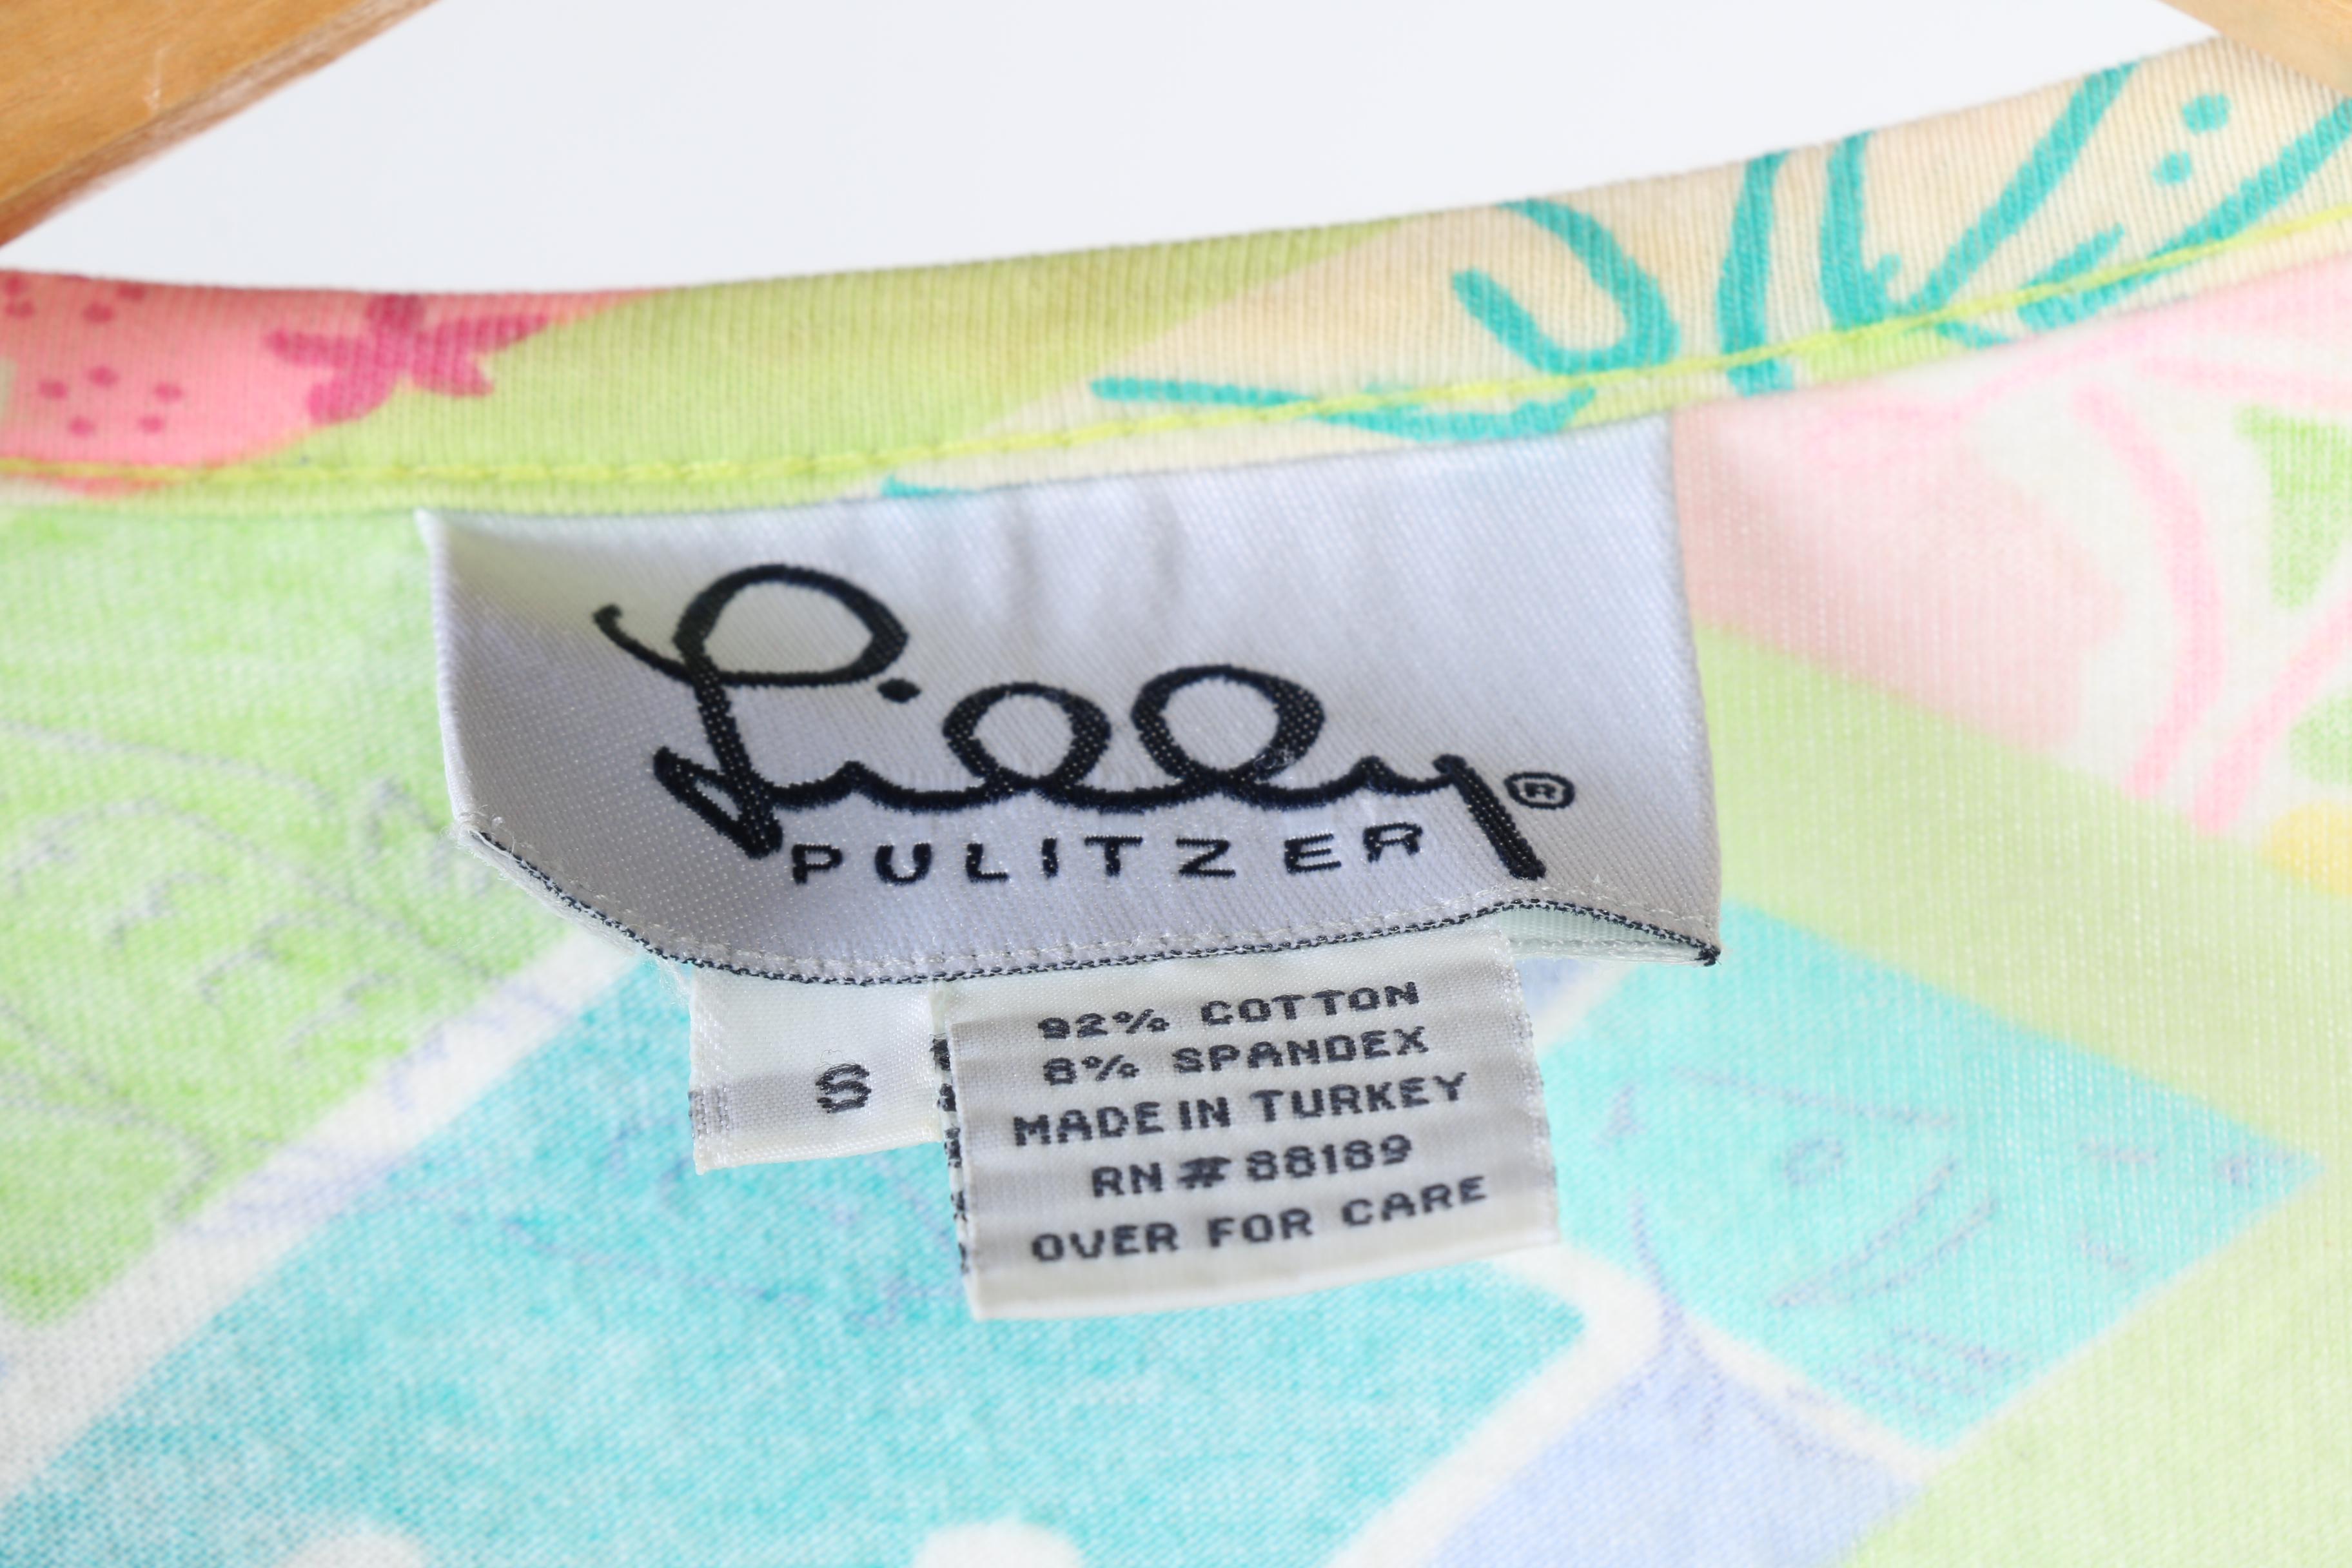 Lilly®
PULITZER
S
92% COTTON
8% SPANDEX
MADE IN TURKEY
RN # 88189
OVER FOR CARE